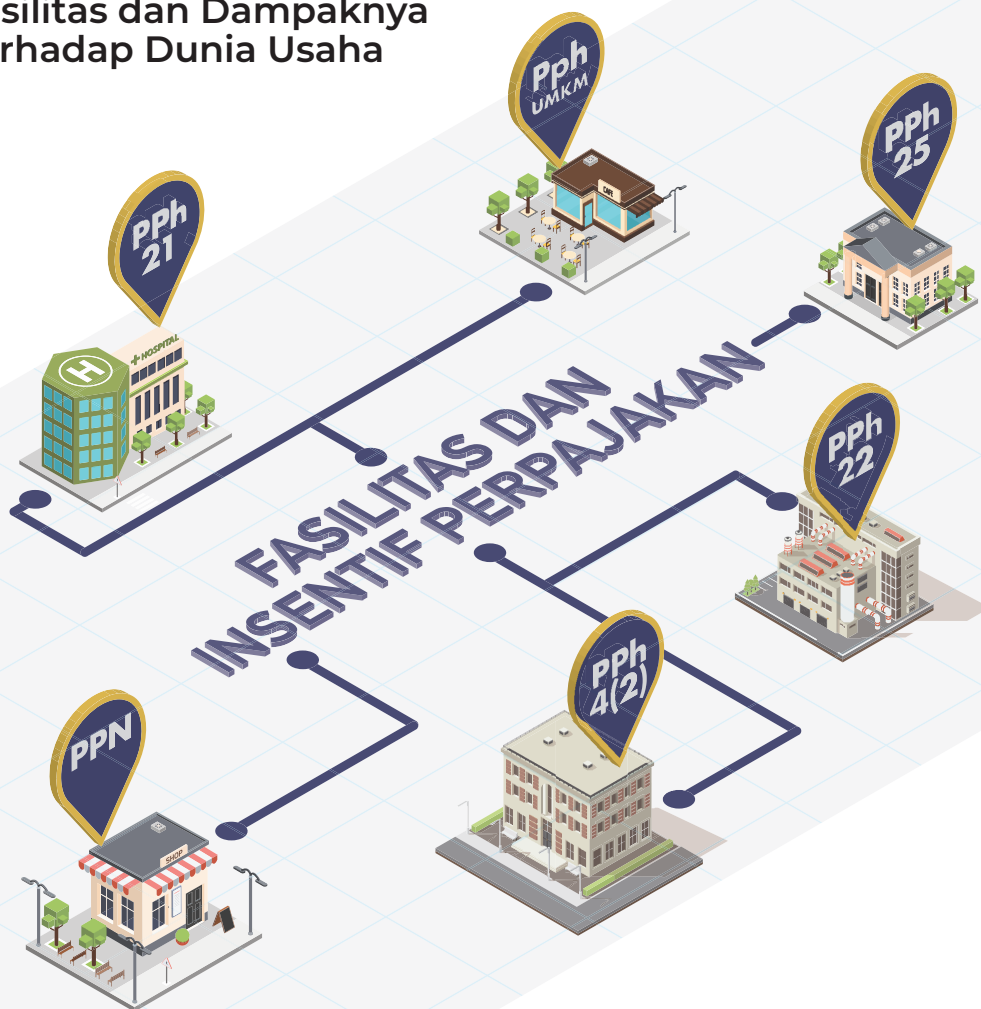 silitas dan Dampaknya
rhadap Dunia Usaha
Pph
UMKM
PPh
25
CAFE
PPh
21
HOSPITAL
H
FASILITAS DAN
INSENTIF PERPAJAKAN
PPh
22
PPh
4(2)
PPN
SHOP